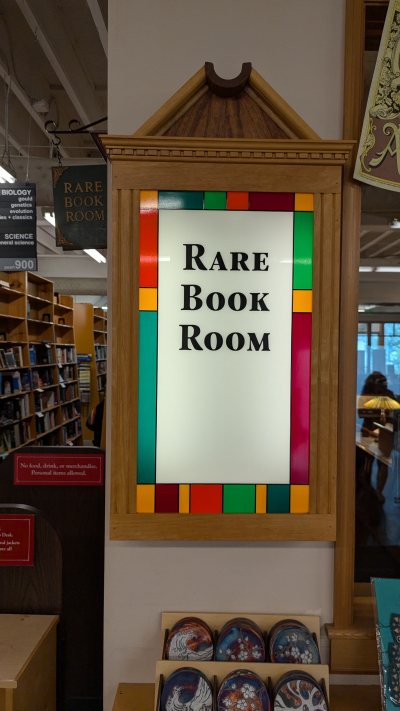 BIOLOGY
gould
genetics
evolution
SCIENCE
900
RARE
BOOK
ROOM
RARE
BOOK
ROOM
No food, drink, or merchandise.
Personal items allowed.